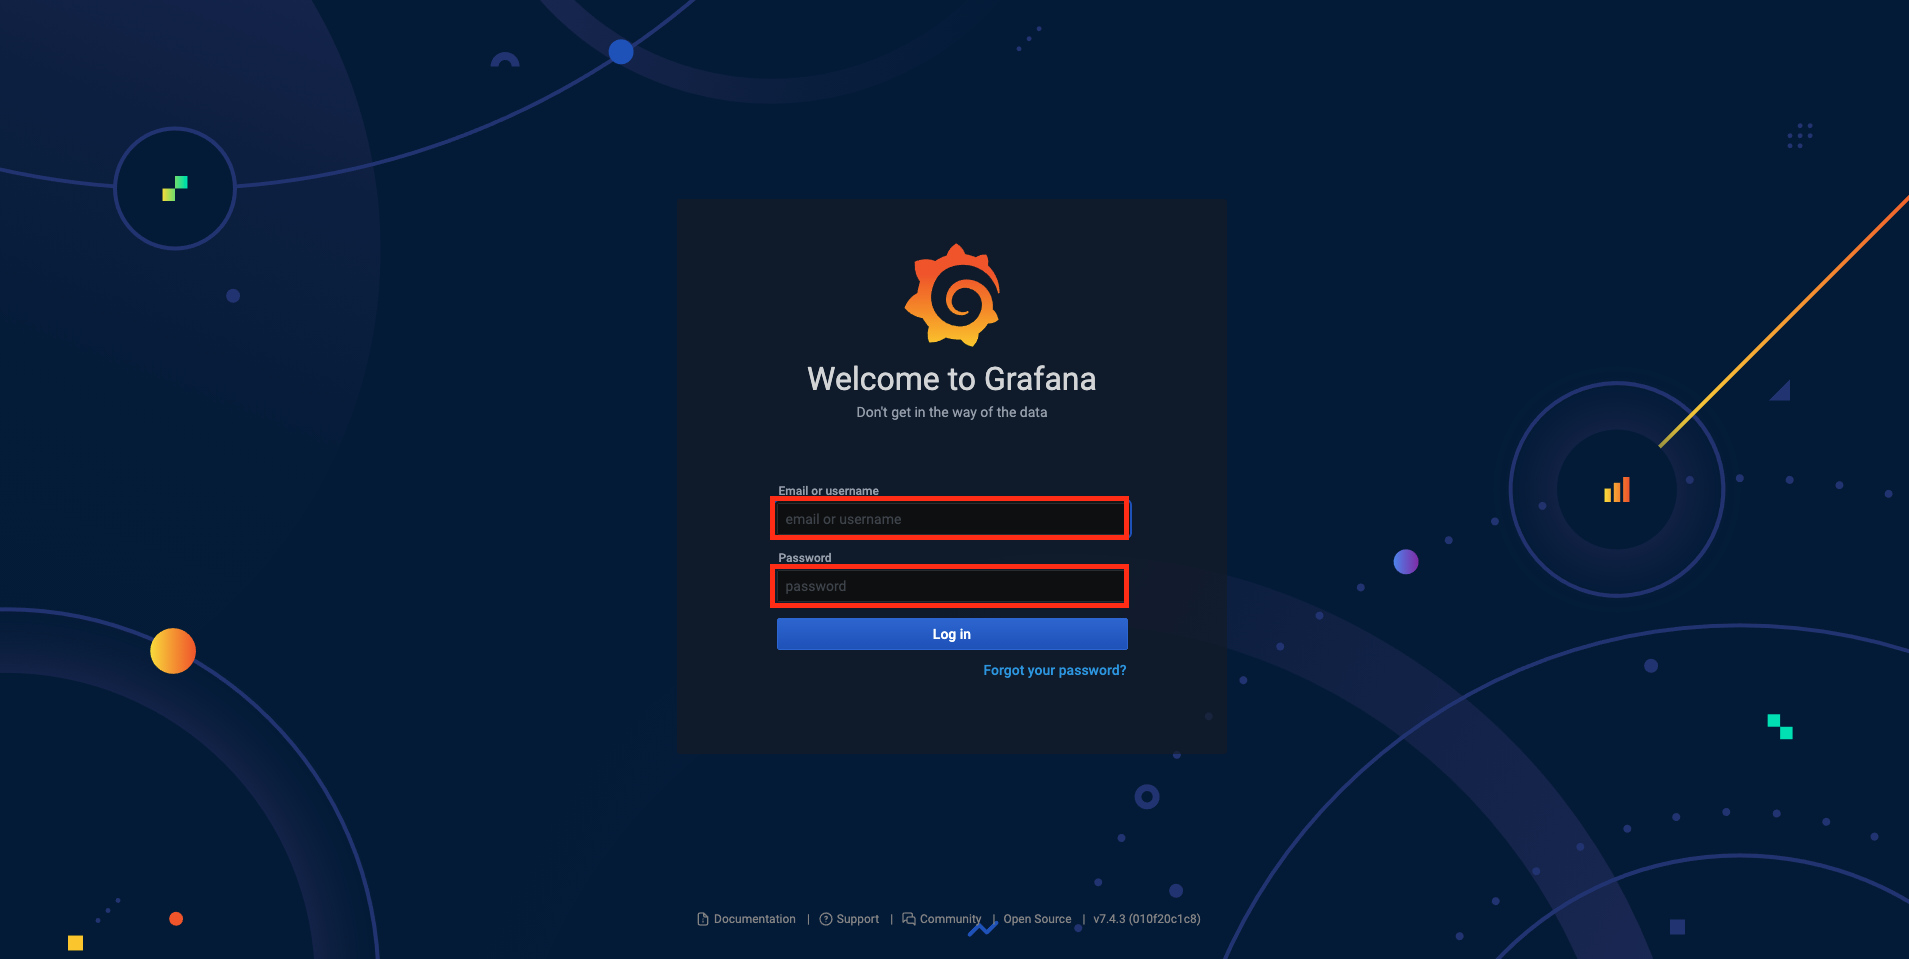 Welcome to Grafana
Don't get in the way of the data
Email or username
email or username
Password
password
Log in
Forgot your password?
Documentation | Support | Community | Open Source | v7.4.3 (010f20c1c8)